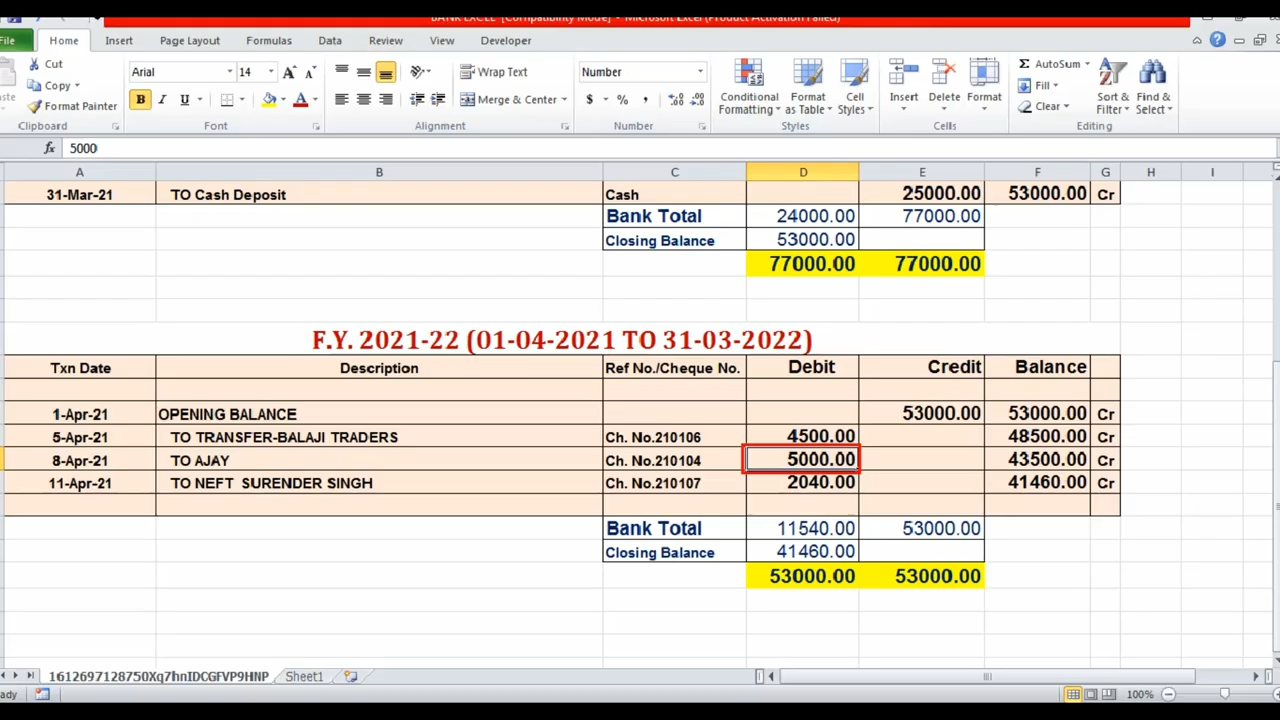 BANK EXCEL [Compatibility Mode] - Microsoft Excel (Product Activation Failed)
File Home Insert Page Layout Formulas Data Review View Developer
Cut Arial 14 Wrap Text Number AutoSum
Copy Fill
Format Painter B I U Merge & Center $ % , Conditional Formatting Format as Table Cell Styles Insert Delete Format Clear Sort & Filter Find & Select
Clipboard Font Alignment Number Styles Cells Editing
fx 5000
A B C D E F G H I
31-Mar-21 TO Cash Deposit Cash 25000.00 53000.00 Cr
Bank Total 24000.00 77000.00
Closing Balance 53000.00
77000.00 77000.00
F.Y. 2021-22 (01-04-2021 TO 31-03-2022)
Txn Date Description Ref No./Cheque No. Debit Credit Balance
1-Apr-21 OPENING BALANCE 53000.00 53000.00 Cr
5-Apr-21 TO TRANSFER-BALAJI TRADERS Ch. No.210106 4500.00 48500.00 Cr
8-Apr-21 TO AJAY Ch. No.210104 5000.00 43500.00 Cr
11-Apr-21 TO NEFT SURENDER SINGH Ch. No.210107 2040.00 41460.00 Cr
Bank Total 11540.00 53000.00
Closing Balance 41460.00
53000.00 53000.00
Sheet1
100%